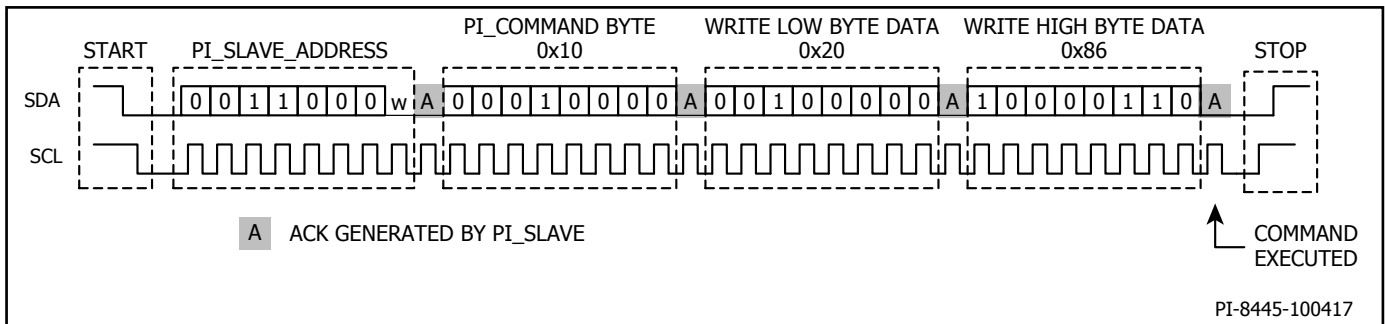 START PI_SLAVE_ADDRESS PI_COMMAND BYTE 0x10 WRITE LOW BYTE DATA 0x20 WRITE HIGH BYTE DATA 0x86 STOP
SDA 0 0 1 1 0 0 0 w A 0 0 0 1 0 0 0 0 A 0 0 1 0 0 0 0 0 A 1 0 0 0 0 1 1 0 A
SCL
A ACK GENERATED BY PI_SLAVE
COMMAND
EXECUTED
PI-8445-100417